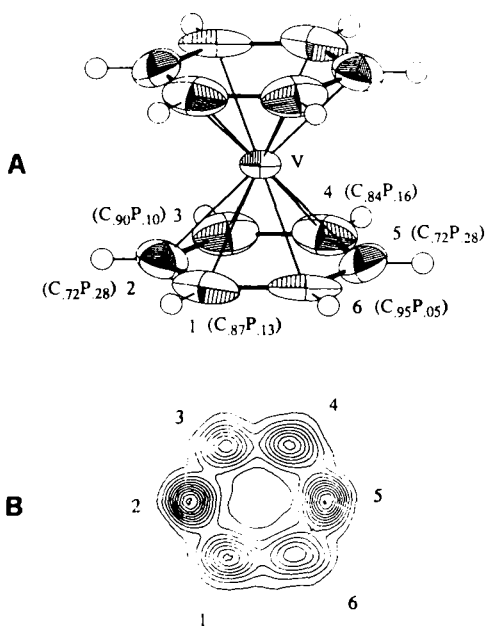 A
V
4 (C.84P.16)
(C.90P.10) 3
5 (C.72P.28)
(C.72P.28) 2
6 (C.95P.05)
1 (C.87P.13)
B
3
4
2
5
1
6